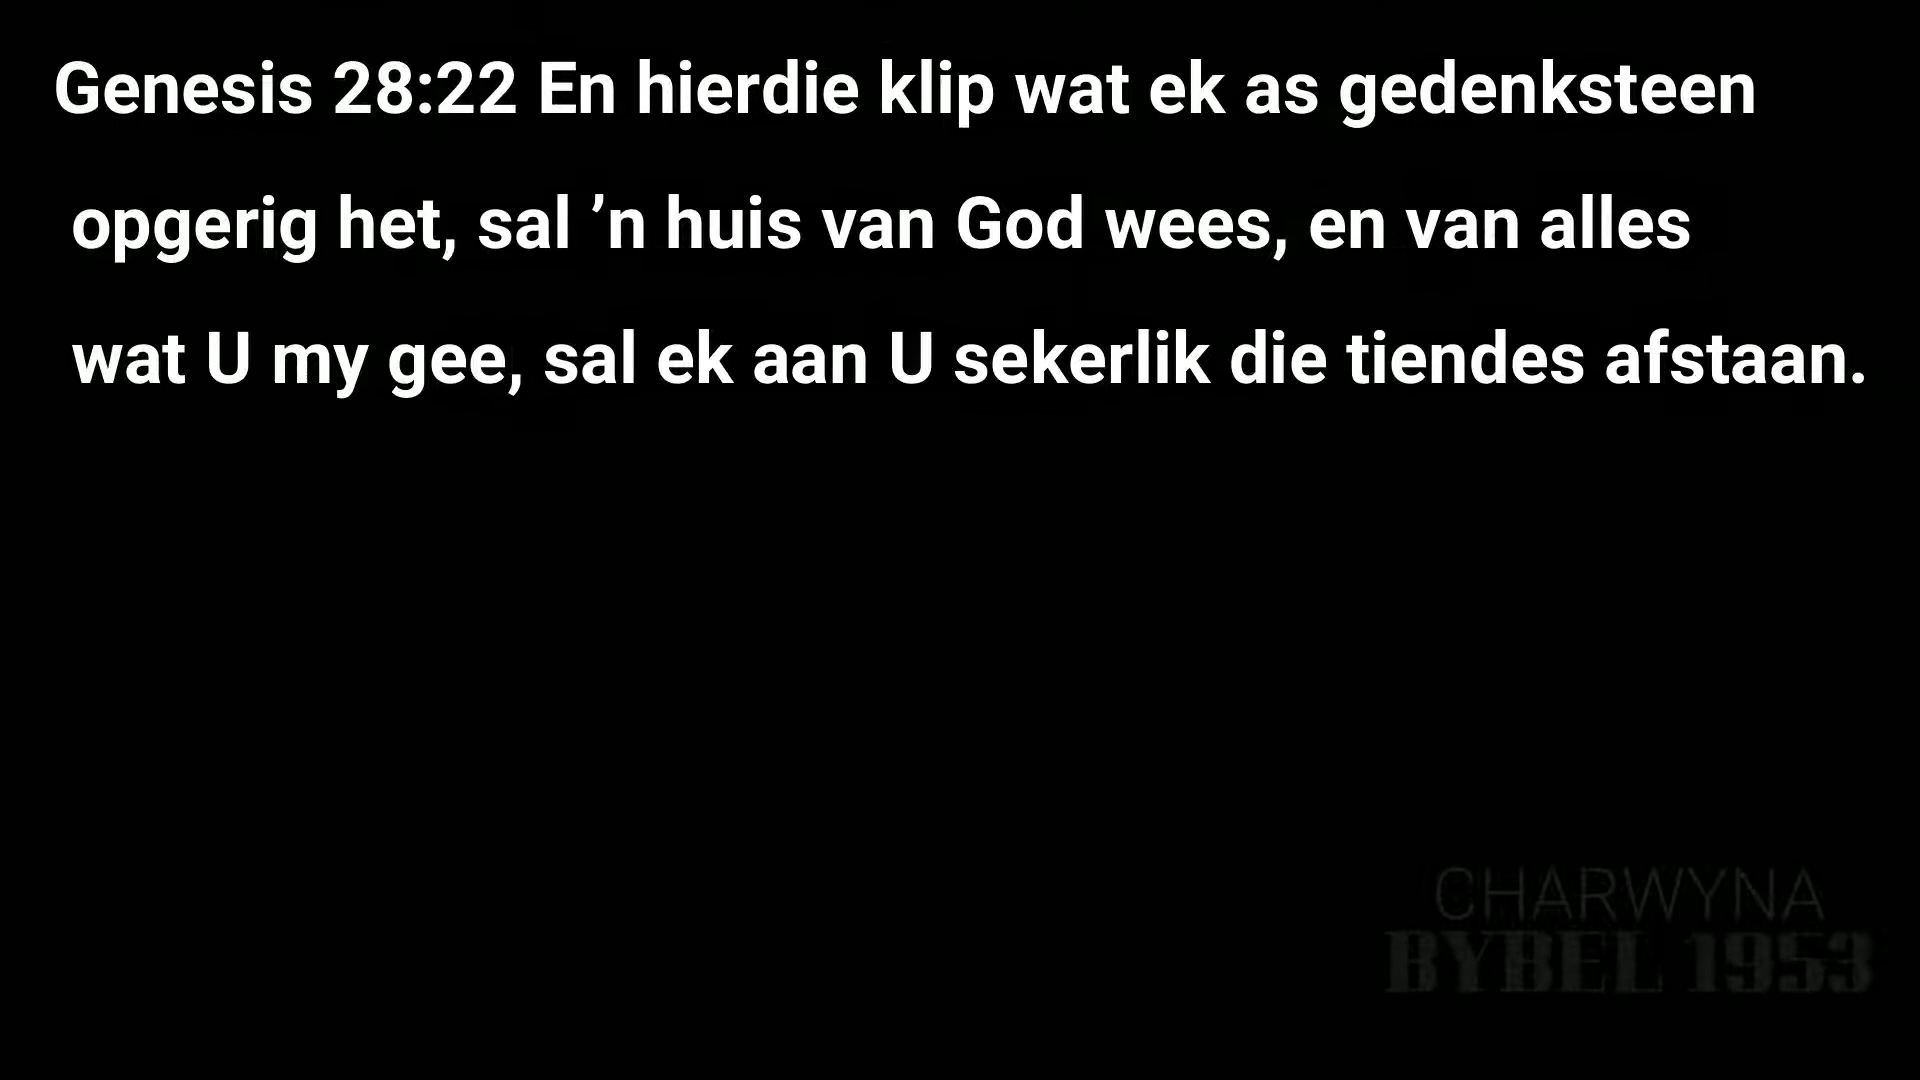 Genesis 28:22 En hierdie klip wat ek as gedenksteen
opgerig het, sal ’n huis van God wees, en van alles
wat U my gee, sal ek aan U sekerlik die tiendes afstaan.
CHARWYNA
BYBEL 1953